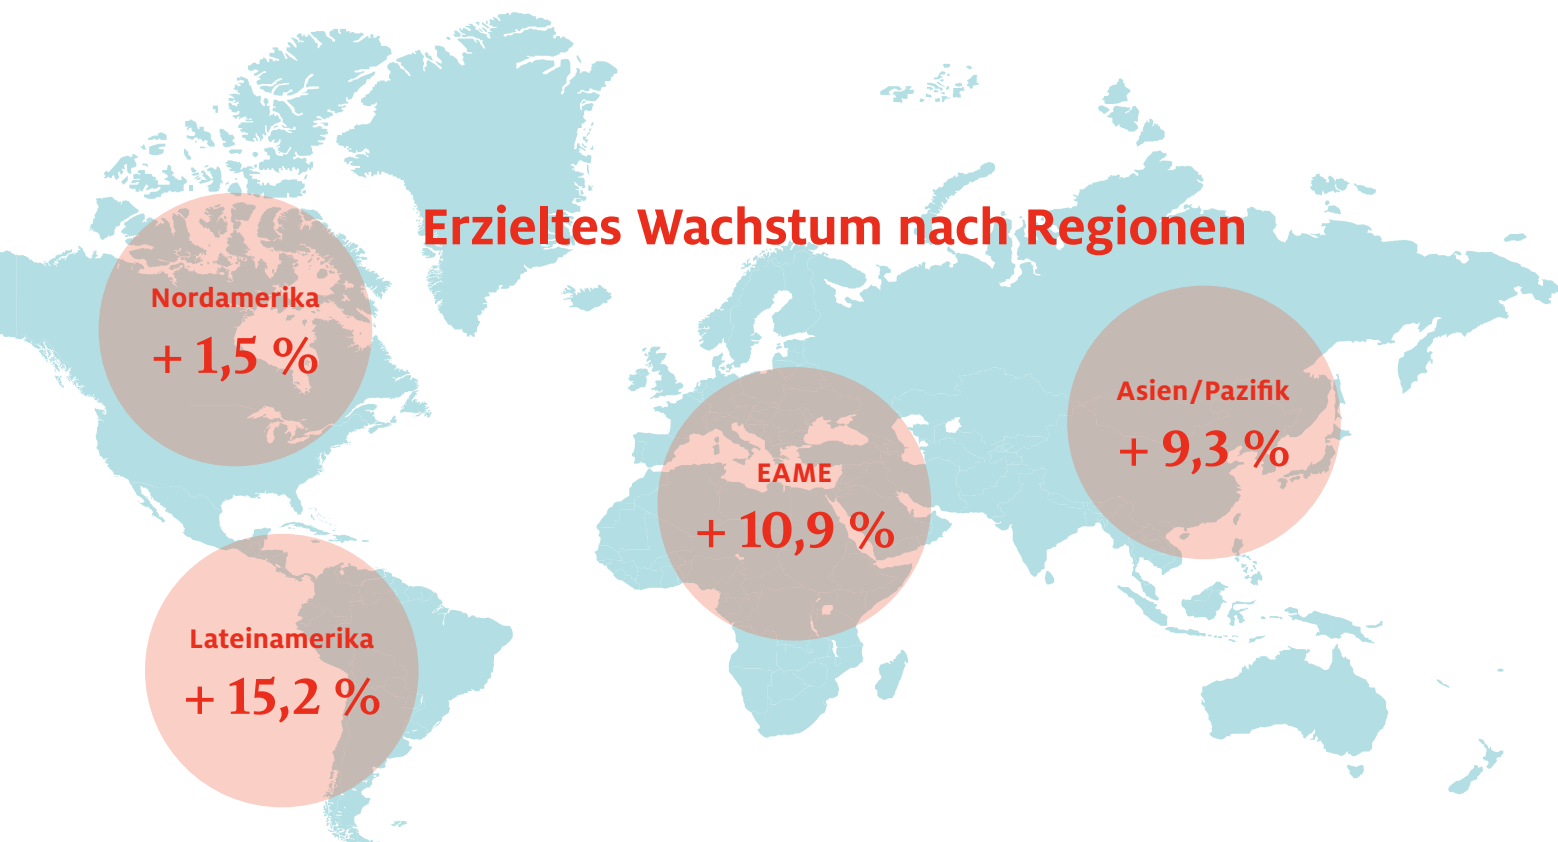 Erzieltes Wachstum nach Regionen
Nordamerika
+ 1,5 %
Asien/Pazifik
+ 9,3 %
EAME
+ 10,9 %
Lateinamerika
+ 15,2 %